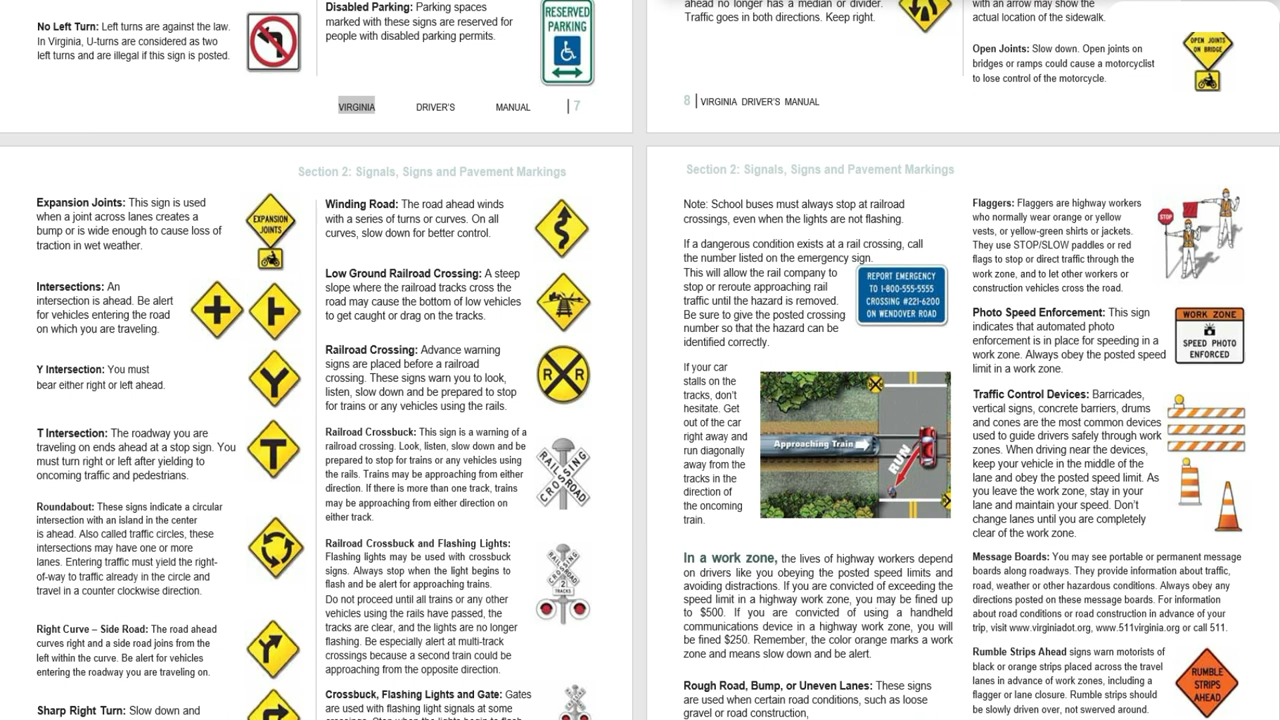 No Left Turn: Left turns are against the law.
In Virginia, U-turns are considered as two
left turns and are illegal if this sign is posted.
Disabled Parking: Parking spaces
marked with these signs are reserved for
people with disabled parking permits.
RESERVED
PARKING
VIRGINIA DRIVER'S MANUAL | 7
ahead no longer has a median or divider.
Traffic goes in both directions. Keep right.
with an arrow may show the
actual location of the sidewalk.
Open Joints: Slow down. Open joints on
bridges or ramps could cause a motorcyclist
to lose control of the motorcycle.
OPEN JOINTS
ON BRIDGE
8 | VIRGINIA DRIVER'S MANUAL
Section 2: Signals, Signs and Pavement Markings
Expansion Joints: This sign is used
when a joint across lanes creates a
bump or is wide enough to cause loss of
traction in wet weather.
EXPANSION
JOINTS
Intersections: An
intersection is ahead. Be alert
for vehicles entering the road
on which you are traveling.
Y Intersection: You must
bear either right or left ahead.
T Intersection: The roadway you are
traveling on ends ahead at a stop sign. You
must turn right or left after yielding to
oncoming traffic and pedestrians.
Roundabout: These signs indicate a circular
intersection with an island in the center
is ahead. Also called traffic circles, these
intersections may have one or more
lanes. Entering traffic must yield the right-
of-way to traffic already in the circle and
travel in a counter clockwise direction.
Right Curve – Side Road: The road ahead
curves right and a side road joins from the
left within the curve. Be alert for vehicles
entering the roadway you are traveling on.
Sharp Right Turn: Slow down and
Winding Road: The road ahead winds
with a series of turns or curves. On all
curves, slow down for better control.
Low Ground Railroad Crossing: A steep
slope where the railroad tracks cross the
road may cause the bottom of low vehicles
to get caught or drag on the tracks.
Railroad Crossing: Advance warning
signs are placed before a railroad
crossing. These signs warn you to look,
listen, slow down and be prepared to stop
for trains or any vehicles using the rails.
R R
Railroad Crossbuck: This sign is a warning of a
railroad crossing. Look, listen, slow down and be
prepared to stop for trains or any vehicles using
the rails. Trains may be approaching from either
direction. If there is more than one track, trains
may be approaching from either direction on
either track.
RAILROAD
CROSSING
Railroad Crossbuck and Flashing Lights:
Flashing lights may be used with crossbuck
signs. Always stop when the light begins to
flash and be alert for approaching trains.
Do not proceed until all trains or any other
vehicles using the rails have passed, the
tracks are clear, and the lights are no longer
flashing. Be especially alert at multi-track
crossings because a second train could be
approaching from the opposite direction.
RAILROAD
CROSSING
2
TRACKS
Crossbuck, Flashing Lights and Gate: Gates
are used with flashing light signals at some
crossings. Stop when the lights begin to flash
Section 2: Signals, Signs and Pavement Markings
Note: School buses must always stop at railroad
crossings, even when the lights are not flashing.
If a dangerous condition exists at a rail crossing, call
the number listed on the emergency sign.
This will allow the rail company to
stop or reroute approaching rail
traffic until the hazard is removed.
Be sure to give the posted crossing
number so that the hazard can be
identified correctly.
REPORT EMERGENCY
TO 1-800-555-5555
CROSSING #221-6200
ON WENDOVER ROAD
If your car
stalls on the
tracks, don't
hesitate. Get
out of the car
right away and
run diagonally
away from the
tracks in the
direction of
the oncoming
train.
Approaching Train
RUN
In a work zone, the lives of highway workers depend
on drivers like you obeying the posted speed limits and
avoiding distractions. If you are convicted of exceeding the
speed limit in a highway work zone, you may be fined up
to $500. If you are convicted of using a handheld
communications device in a highway work zone, you will
be fined $250. Remember, the color orange marks a work
zone and means slow down and be alert.
Rough Road, Bump, or Uneven Lanes: These signs
are used when certain road conditions, such as loose
gravel or road construction,
Flaggers: Flaggers are highway workers
who normally wear orange or yellow
vests, or yellow-green shirts or jackets.
They use STOP/SLOW paddles or red
flags to stop or direct traffic through the
work zone, and to let other workers or
construction vehicles cross the road.
STOP
Photo Speed Enforcement: This sign
indicates that automated photo
enforcement is in place for speeding in a
work zone. Always obey the posted speed
limit in a work zone.
WORK ZONE
SPEED PHOTO
ENFORCED
Traffic Control Devices: Barricades,
vertical signs, concrete barriers, drums
and cones are the most common devices
used to guide drivers safely through work
zones. When driving near the devices,
keep your vehicle in the middle of the
lane and obey the posted speed limit. As
you leave the work zone, stay in your
lane and maintain your speed. Don't
change lanes until you are completely
clear of the work zone.
Message Boards: You may see portable or permanent message
boards along roadways. They provide information about traffic,
road, weather or other hazardous conditions. Always obey any
directions posted on these message boards. For information
about road conditions or road construction in advance of your
trip, visit www.virginiadot.org, www.511virginia.org or call 511.
Rumble Strips Ahead signs warn motorists of
black or orange strips placed across the travel
lanes in advance of work zones, including a
flagger or lane closure. Rumble strips should
be slowly driven over, not swerved around.
RUMBLE
STRIPS
AHEAD